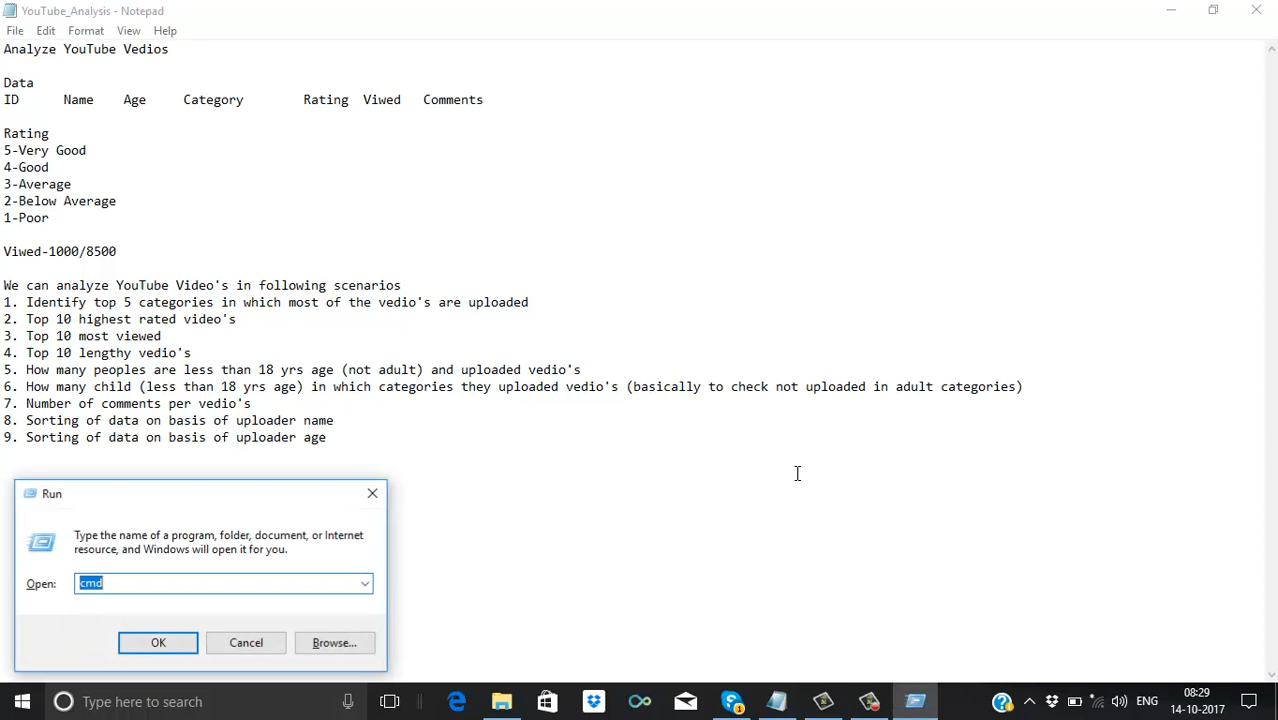 YouTube_Analysis - Notepad
File Edit Format View Help
Analyze YouTube Vedios
Data
ID Name Age Category Rating Viwed Comments
Rating
5-Very Good
4-Good
3-Average
2-Below Average
1-Poor
Viwed-1000/8500
We can analyze YouTube Video's in following scenarios
1. Identify top 5 categories in which most of the vedio's are uploaded
2. Top 10 highest rated video's
3. Top 10 most viewed
4. Top 10 lengthy vedio's
5. How many peoples are less than 18 yrs age (not adult) and uploaded vedio's
6. How many child (less than 18 yrs age) in which categories they uploaded vedio's (basically to check not uploaded in adult categories)
7. Number of comments per vedio's
8. Sorting of data on basis of uploader name
9. Sorting of data on basis of uploader age
Run
Type the name of a program, folder, document, or Internet
resource, and Windows will open it for you.
Open: cmd
OK Cancel Browse...
Type here to search
ENG
08:29
14-10-2017